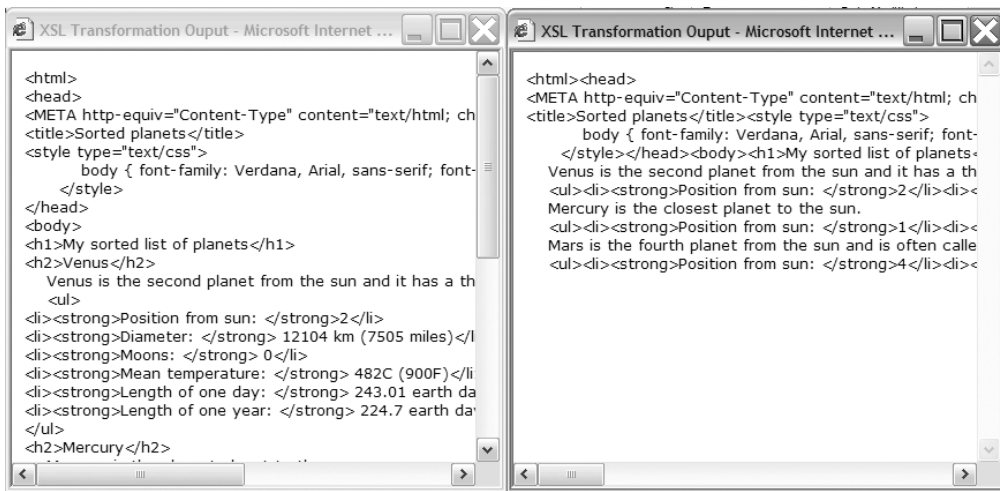 XSL Transformation Ouput - Microsoft Internet ...
<html>
<head>
<META http-equiv="Content-Type" content="text/html; ch
<title>Sorted planets</title>
<style type="text/css">
body { font-family: Verdana, Arial, sans-serif; font-
</style>
</head>
<body>
<h1>My sorted list of planets</h1>
<h2>Venus</h2>
Venus is the second planet from the sun and it has a th
<ul>
<li><strong>Position from sun: </strong>2</li>
<li><strong>Diameter: </strong> 12104 km (7505 miles)</l
<li><strong>Moons: </strong> 0</li>
<li><strong>Mean temperature: </strong> 482C (900F)</li
<li><strong>Length of one day: </strong> 243.01 earth da
<li><strong>Length of one year: </strong> 224.7 earth da
</ul>
<h2>Mercury</h2>
XSL Transformation Ouput - Microsoft Internet ...
<html><head>
<META http-equiv="Content-Type" content="text/html; ch
<title>Sorted planets</title><style type="text/css">
body { font-family: Verdana, Arial, sans-serif; font-
</style></head><body><h1>My sorted list of planets<
Venus is the second planet from the sun and it has a th
<ul><li><strong>Position from sun: </strong>2</li><li><
Mercury is the closest planet to the sun.
<ul><li><strong>Position from sun: </strong>1</li><li><
Mars is the fourth planet from the sun and is often calle
<ul><li><strong>Position from sun: </strong>4</li><li><